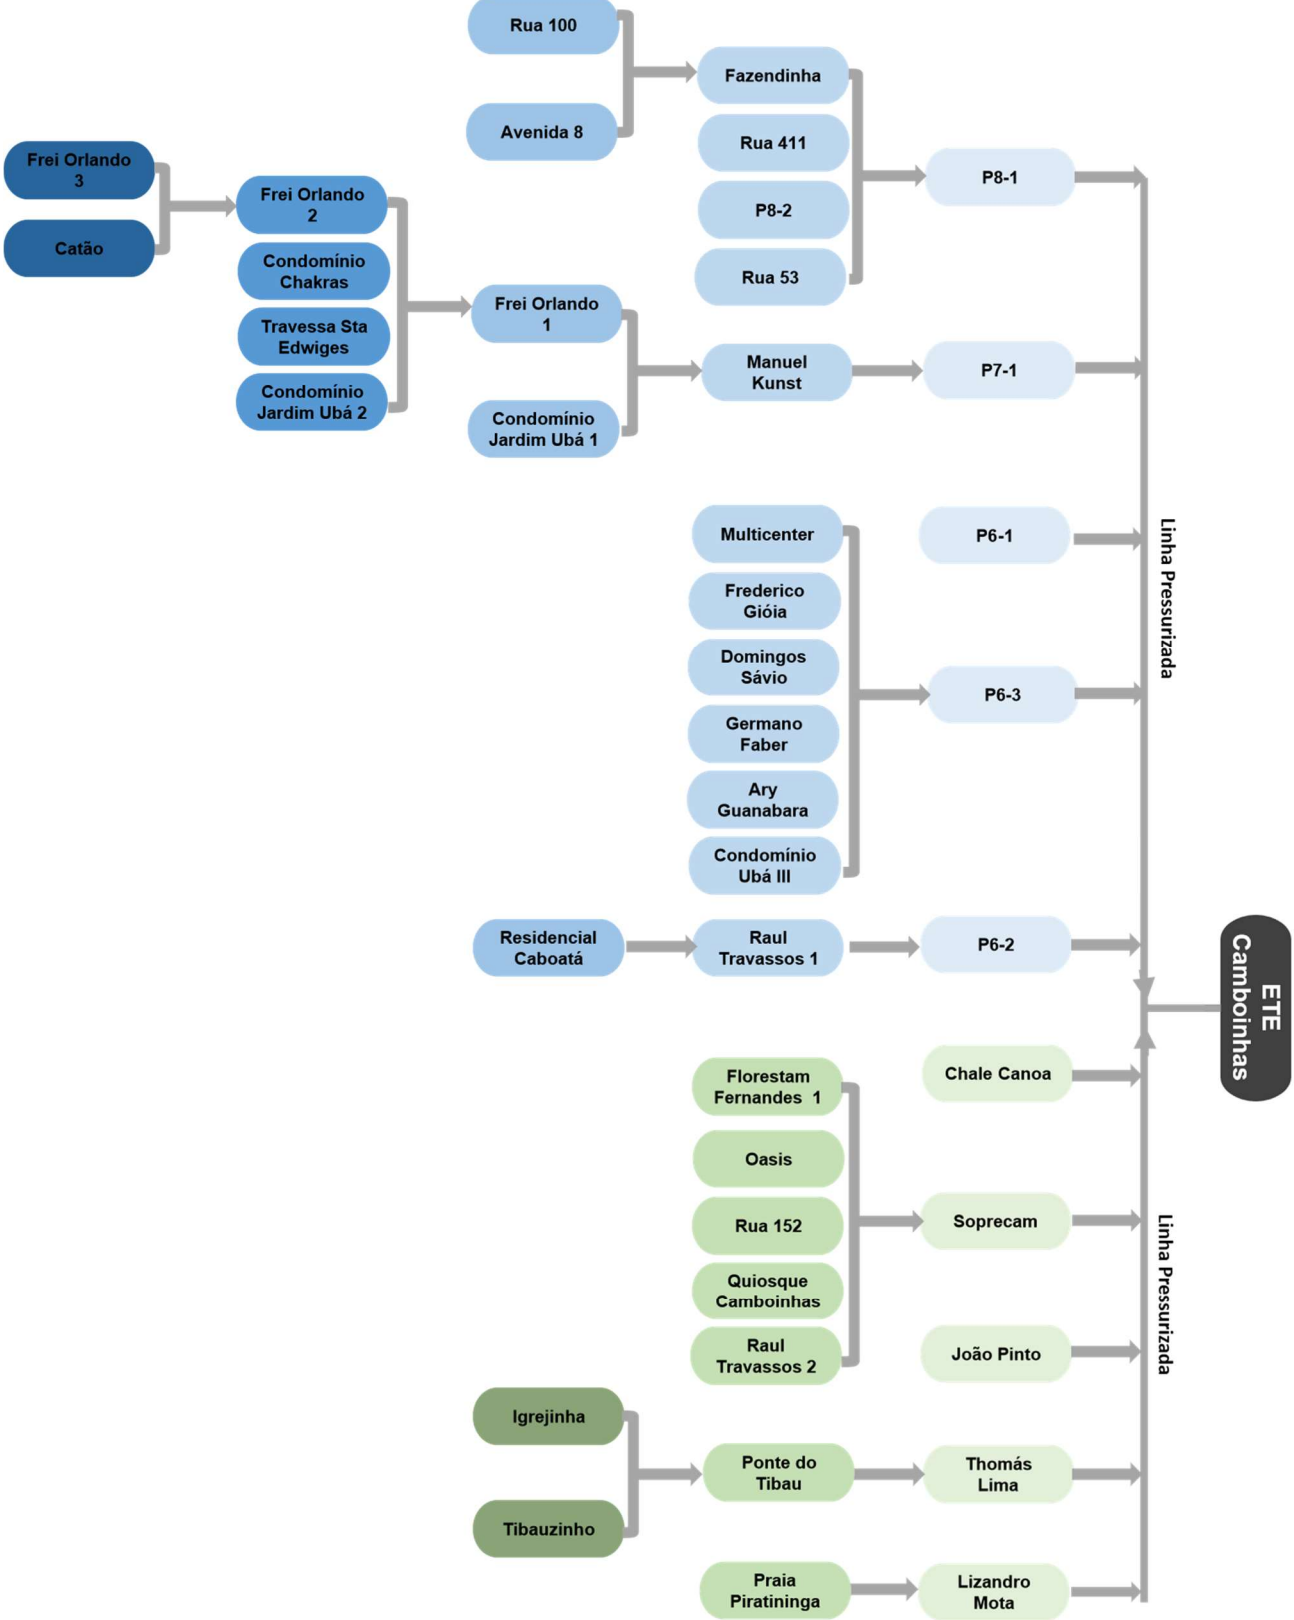 Rua 100
Avenida 8
Fazendinha
Rua 411
P8-2
Rua 53
P8-1
Frei Orlando
3
Catão
Frei Orlando
2
Condomínio
Chakras
Travessa Sta
Edwiges
Condomínio
Jardim Ubá 2
Frei Orlando
1
Condomínio
Jardim Ubá 1
Manuel
Kunst
P7-1
P6-1
Multicenter
Frederico
Gióia
Domingos
Sávio
Germano
Faber
Ary
Guanabara
Condomínio
Ubá III
P6-3
Linha Pressurizada
Residencial
Caboatá
Raul
Travassos 1
P6-2
ETE
Camboinhas
Chale Canoa
Florestam
Fernandes 1
Oasis
Rua 152
Quiosque
Camboinhas
Raul
Travassos 2
Soprecam
João Pinto
Linha Pressurizada
Igrejinha
Tibauzinho
Ponte do
Tibau
Thomás
Lima
Praia
Piratininga
Lizandro
Mota